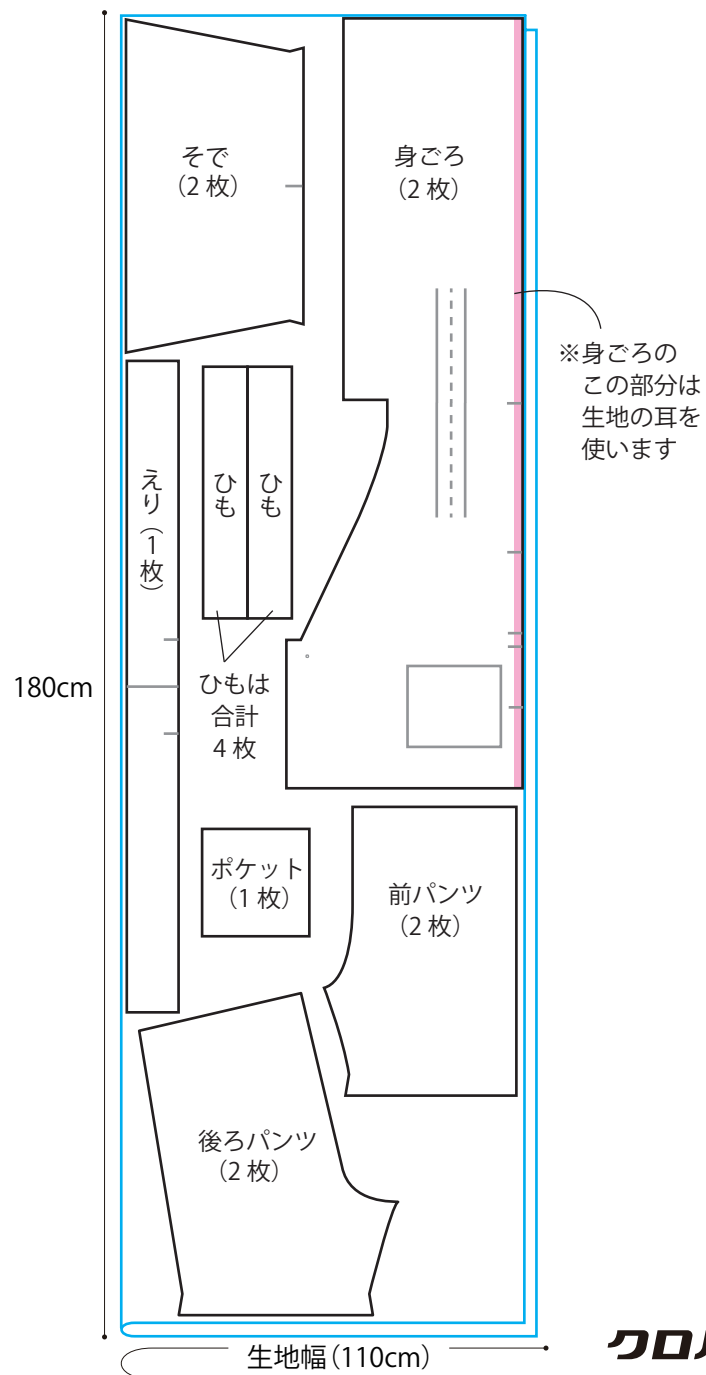 そで
（2 枚）
身ごろ
（2 枚）
※身ごろの
この部分は
生地の耳を
使います
えり（1枚）
ひも
ひも
180cm
ひもは
合計
4 枚
ポケット
（1 枚）
前パンツ
（2 枚）
後ろパンツ
（2 枚）
生地幅（110cm）
クロ